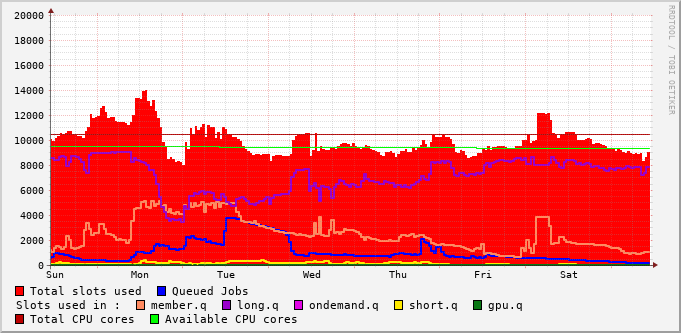 20000
18000
16000
14000
12000
10000
8000
6000
4000
2000
0
Sun Mon Tue Wed Thu Fri Sat
Total slots used Queued Jobs
Slots used in : member.q long.q ondemand.q short.q gpu.q
Total CPU cores Available CPU cores
RRDTOOL / TOBI OETIKER